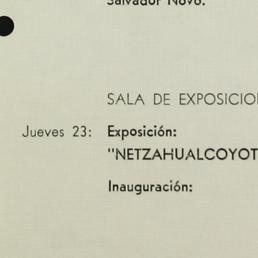 Salvador Novo.
SALA DE EXPOSICIO
Jueves 23: Exposición:
"NETZAHUALCOYOT
Inauguración: